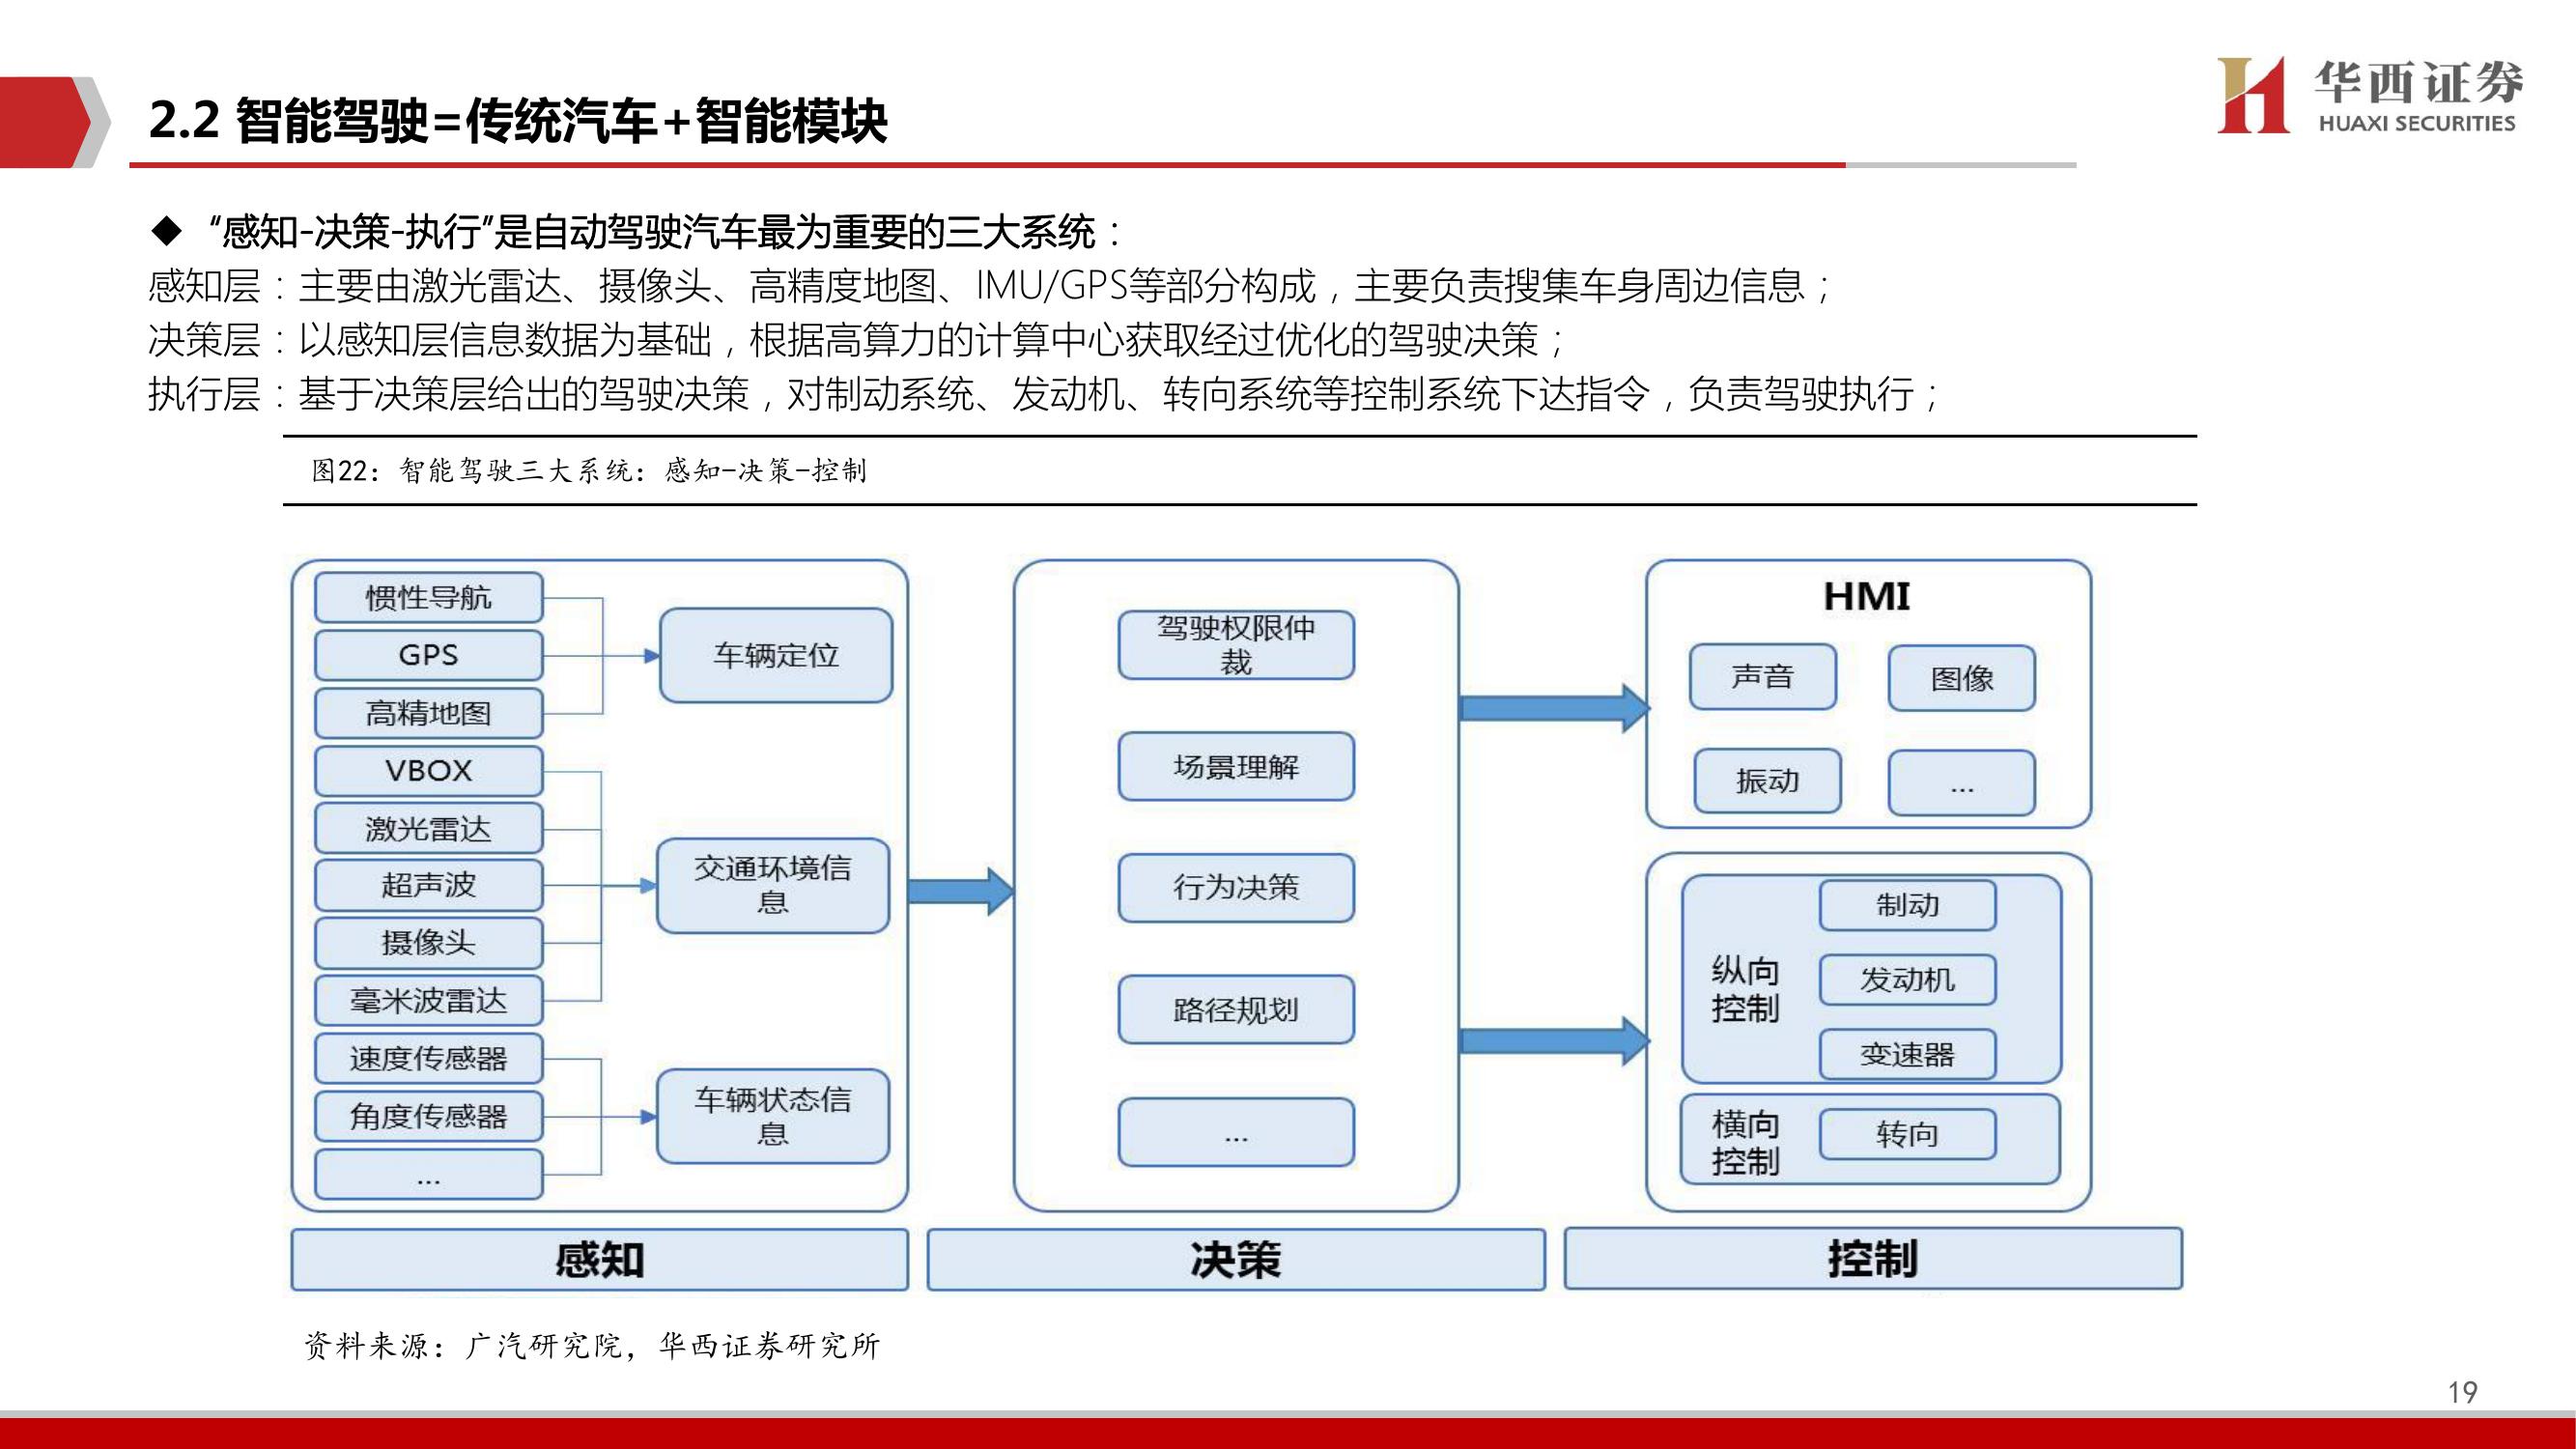 2.2 智能驾驶=传统汽车+智能模块
华西证券
HUAXI SECURITIES
◆ “感知-决策-执行”是自动驾驶汽车最为重要的三大系统：
感知层：主要由激光雷达、摄像头、高精度地图、IMU/GPS等部分构成，主要负责搜集车身周边信息；
决策层：以感知层信息数据为基础，根据高算力的计算中心获取经过优化的驾驶决策；
执行层：基于决策层给出的驾驶决策，对制动系统、发动机、转向系统等控制系统下达指令，负责驾驶执行；
图22：智能驾驶三大系统：感知-决策-控制
惯性导航
GPS
高精地图
VBOX
激光雷达
超声波
摄像头
毫米波雷达
速度传感器
角度传感器
...
车辆定位
交通环境信
息
车辆状态信
息
驾驶权限仲
裁
场景理解
行为决策
路径规划
...
HMI
声音
图像
振动
...
纵向
控制
制动
发动机
变速器
横向
控制
转向
感知
决策
控制
资料来源：广汽研究院，华西证券研究所
19